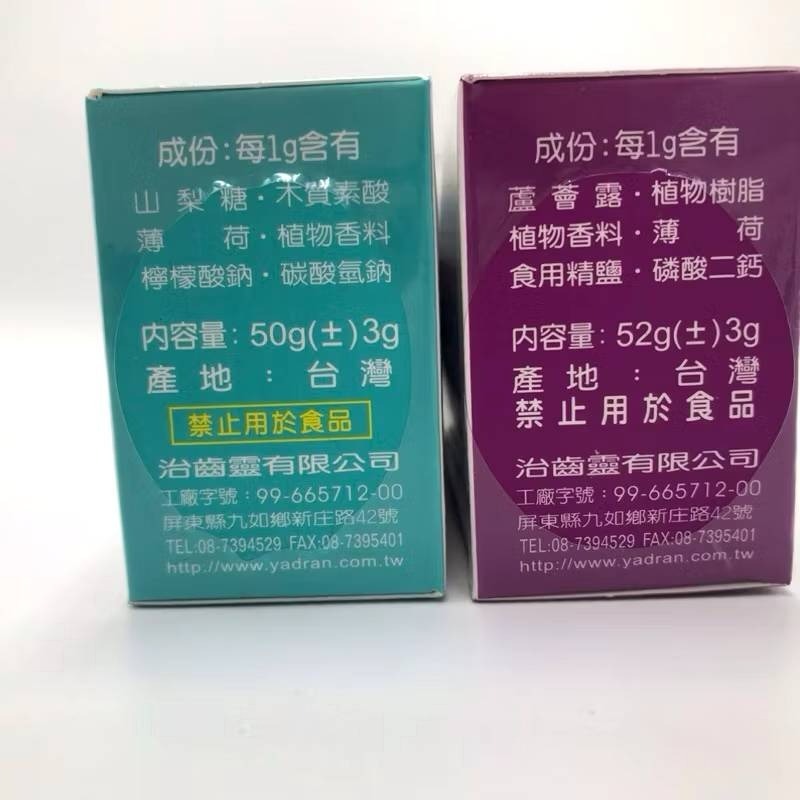 成份:每1g含有
山梨糖·木質素酸
薄荷·植物香料
檸檬酸鈉·碳酸氫鈉
內容量:50g(±)3g
產地:台灣
禁止用於食品
治齒靈有限公司
工廠字號:99-665712-00
屏東縣九如鄉新庄路42號
TEL:08-7394529 FAX:08-7395401
http://www.yadran.com.tw
成份:每1g含有
蘆薈露·植物樹脂
植物香料·薄荷
食用精鹽·磷酸二鈣
內容量:52g(±)3g
產地:台灣
禁止用於食品
治齒靈有限公司
工廠字號:99-665712-00
屏東縣九如鄉新庄路42號
TEL:08-7394529 FAX:08-7395401
http://www.yadran.com.tw